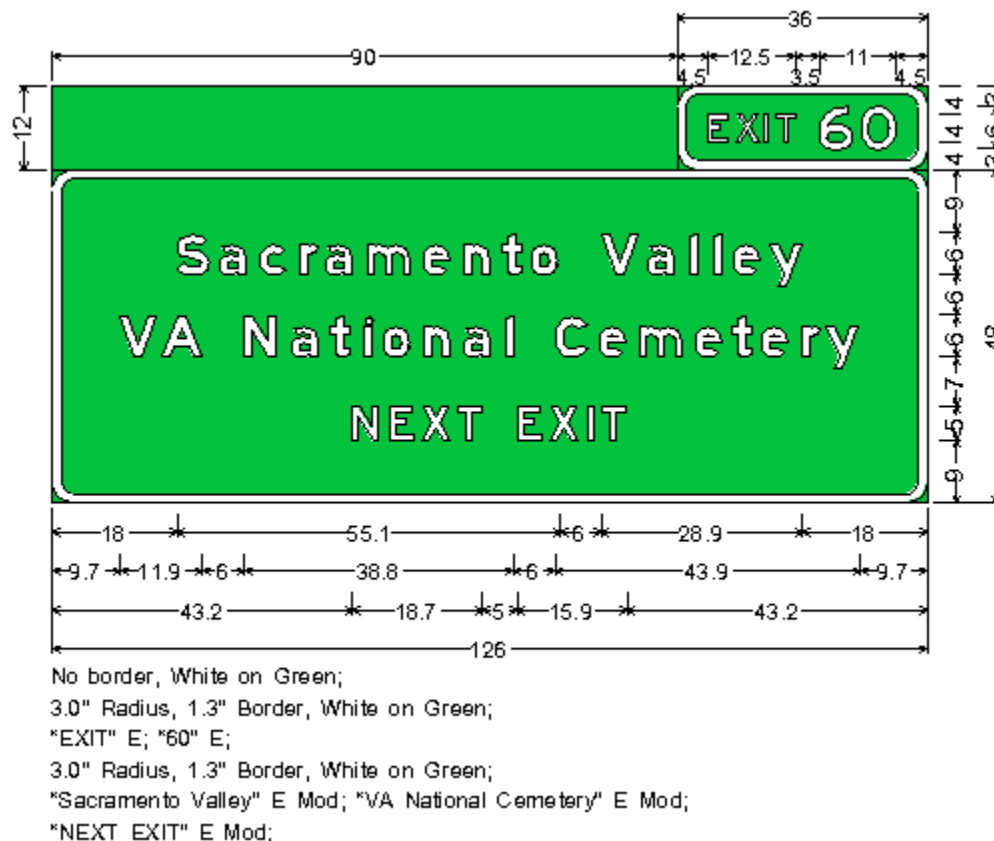 36
90
4.5 12.5 3.5 11 4.5
12
EXIT 60
4 4 4
3 6 3
Sacramento Valley
VA National Cemetery
NEXT EXIT
9 6 6 6 7 5 9
48
18 55.1 6 28.9 18
9.7 11.9 6 38.8 6 43.9 9.7
43.2 18.7 5 15.9 43.2
126
No border, White on Green;
3.0" Radius, 1.3" Border, White on Green;
"EXIT" E; "60" E;
3.0" Radius, 1.3" Border, White on Green;
"Sacramento Valley" E Mod; "VA National Cemetery" E Mod;
"NEXT EXIT" E Mod;